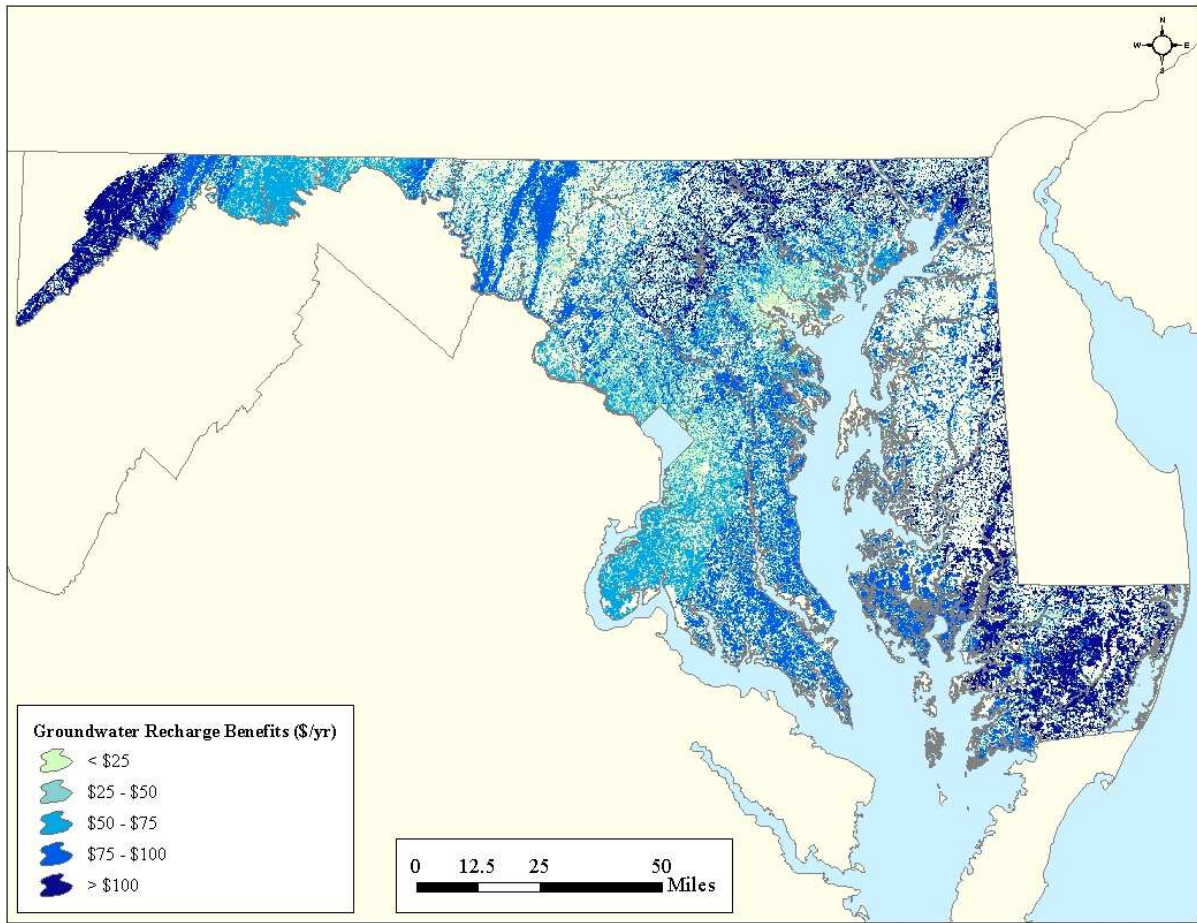 N
W E
S
Groundwater Recharge Benefits ($/yr)
< $25
$25 - $50
$50 - $75
$75 - $100
> $100
0 12.5 25 50
Miles